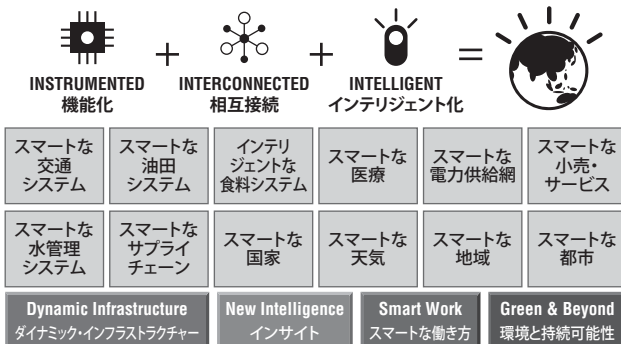 + + =
INSTRUMENTED
機能化
INTERCONNECTED
相互接続
INTELLIGENT
インテリジェント化
スマートな
交通
システム
スマートな
油田
システム
インテリ
ジェントな
食料システム
スマートな
医療
スマートな
電力供給網
スマートな
小売・
サービス
スマートな
水管理
システム
スマートな
サプライ
チェーン
スマートな
国家
スマートな
天気
スマートな
地域
スマートな
都市
Dynamic Infrastructure
ダイナミック・インフラストラクチャー
New Intelligence
インサイト
Smart Work
スマートな働き方
Green & Beyond
環境と持続可能性